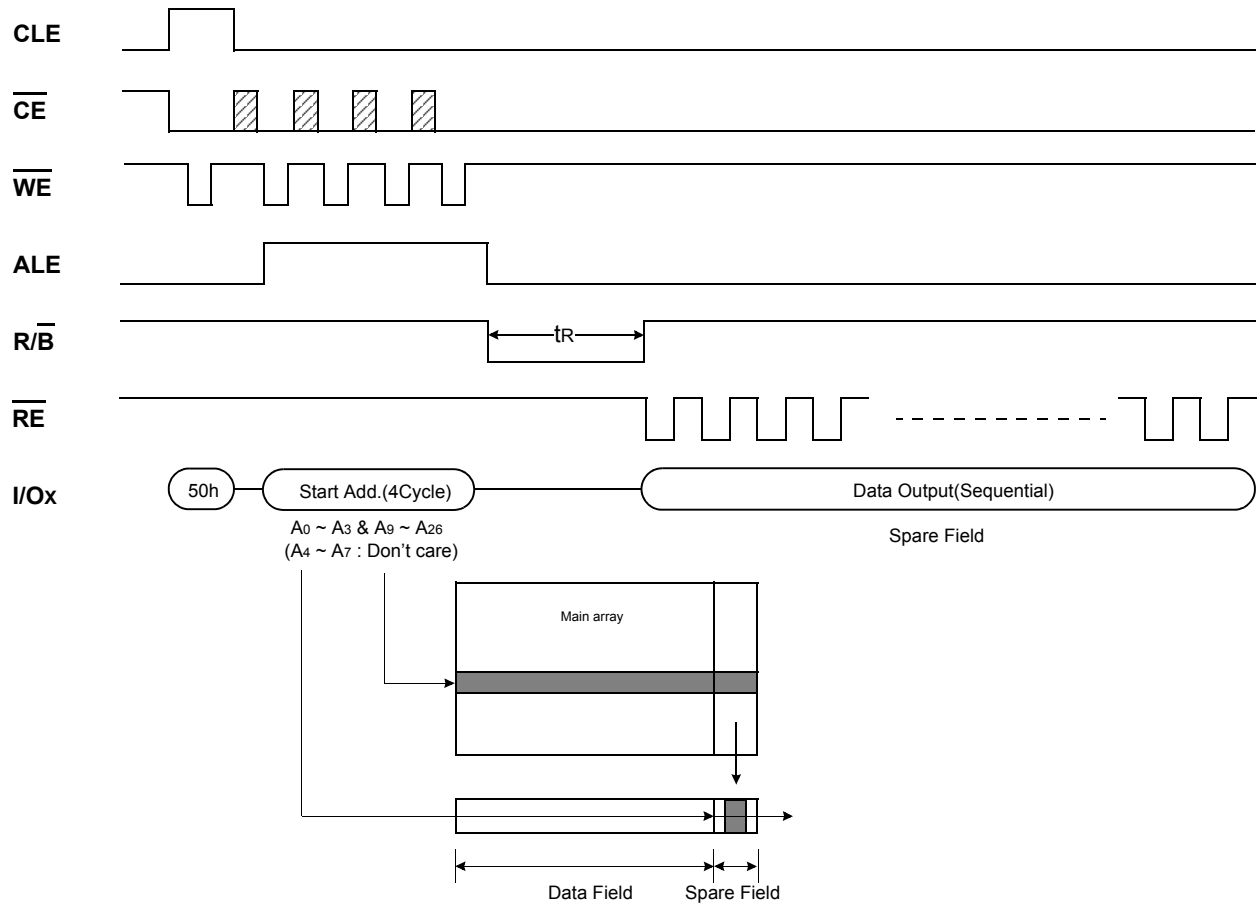 CLE
CE
WE
ALE
R/B
tR
RE
I/Ox
50h
Start Add.(4Cycle)
Data Output(Sequential)
A0 ~ A3 & A9 ~ A26
(A4 ~ A7 : Don't care)
Spare Field
Main array
Data Field
Spare Field